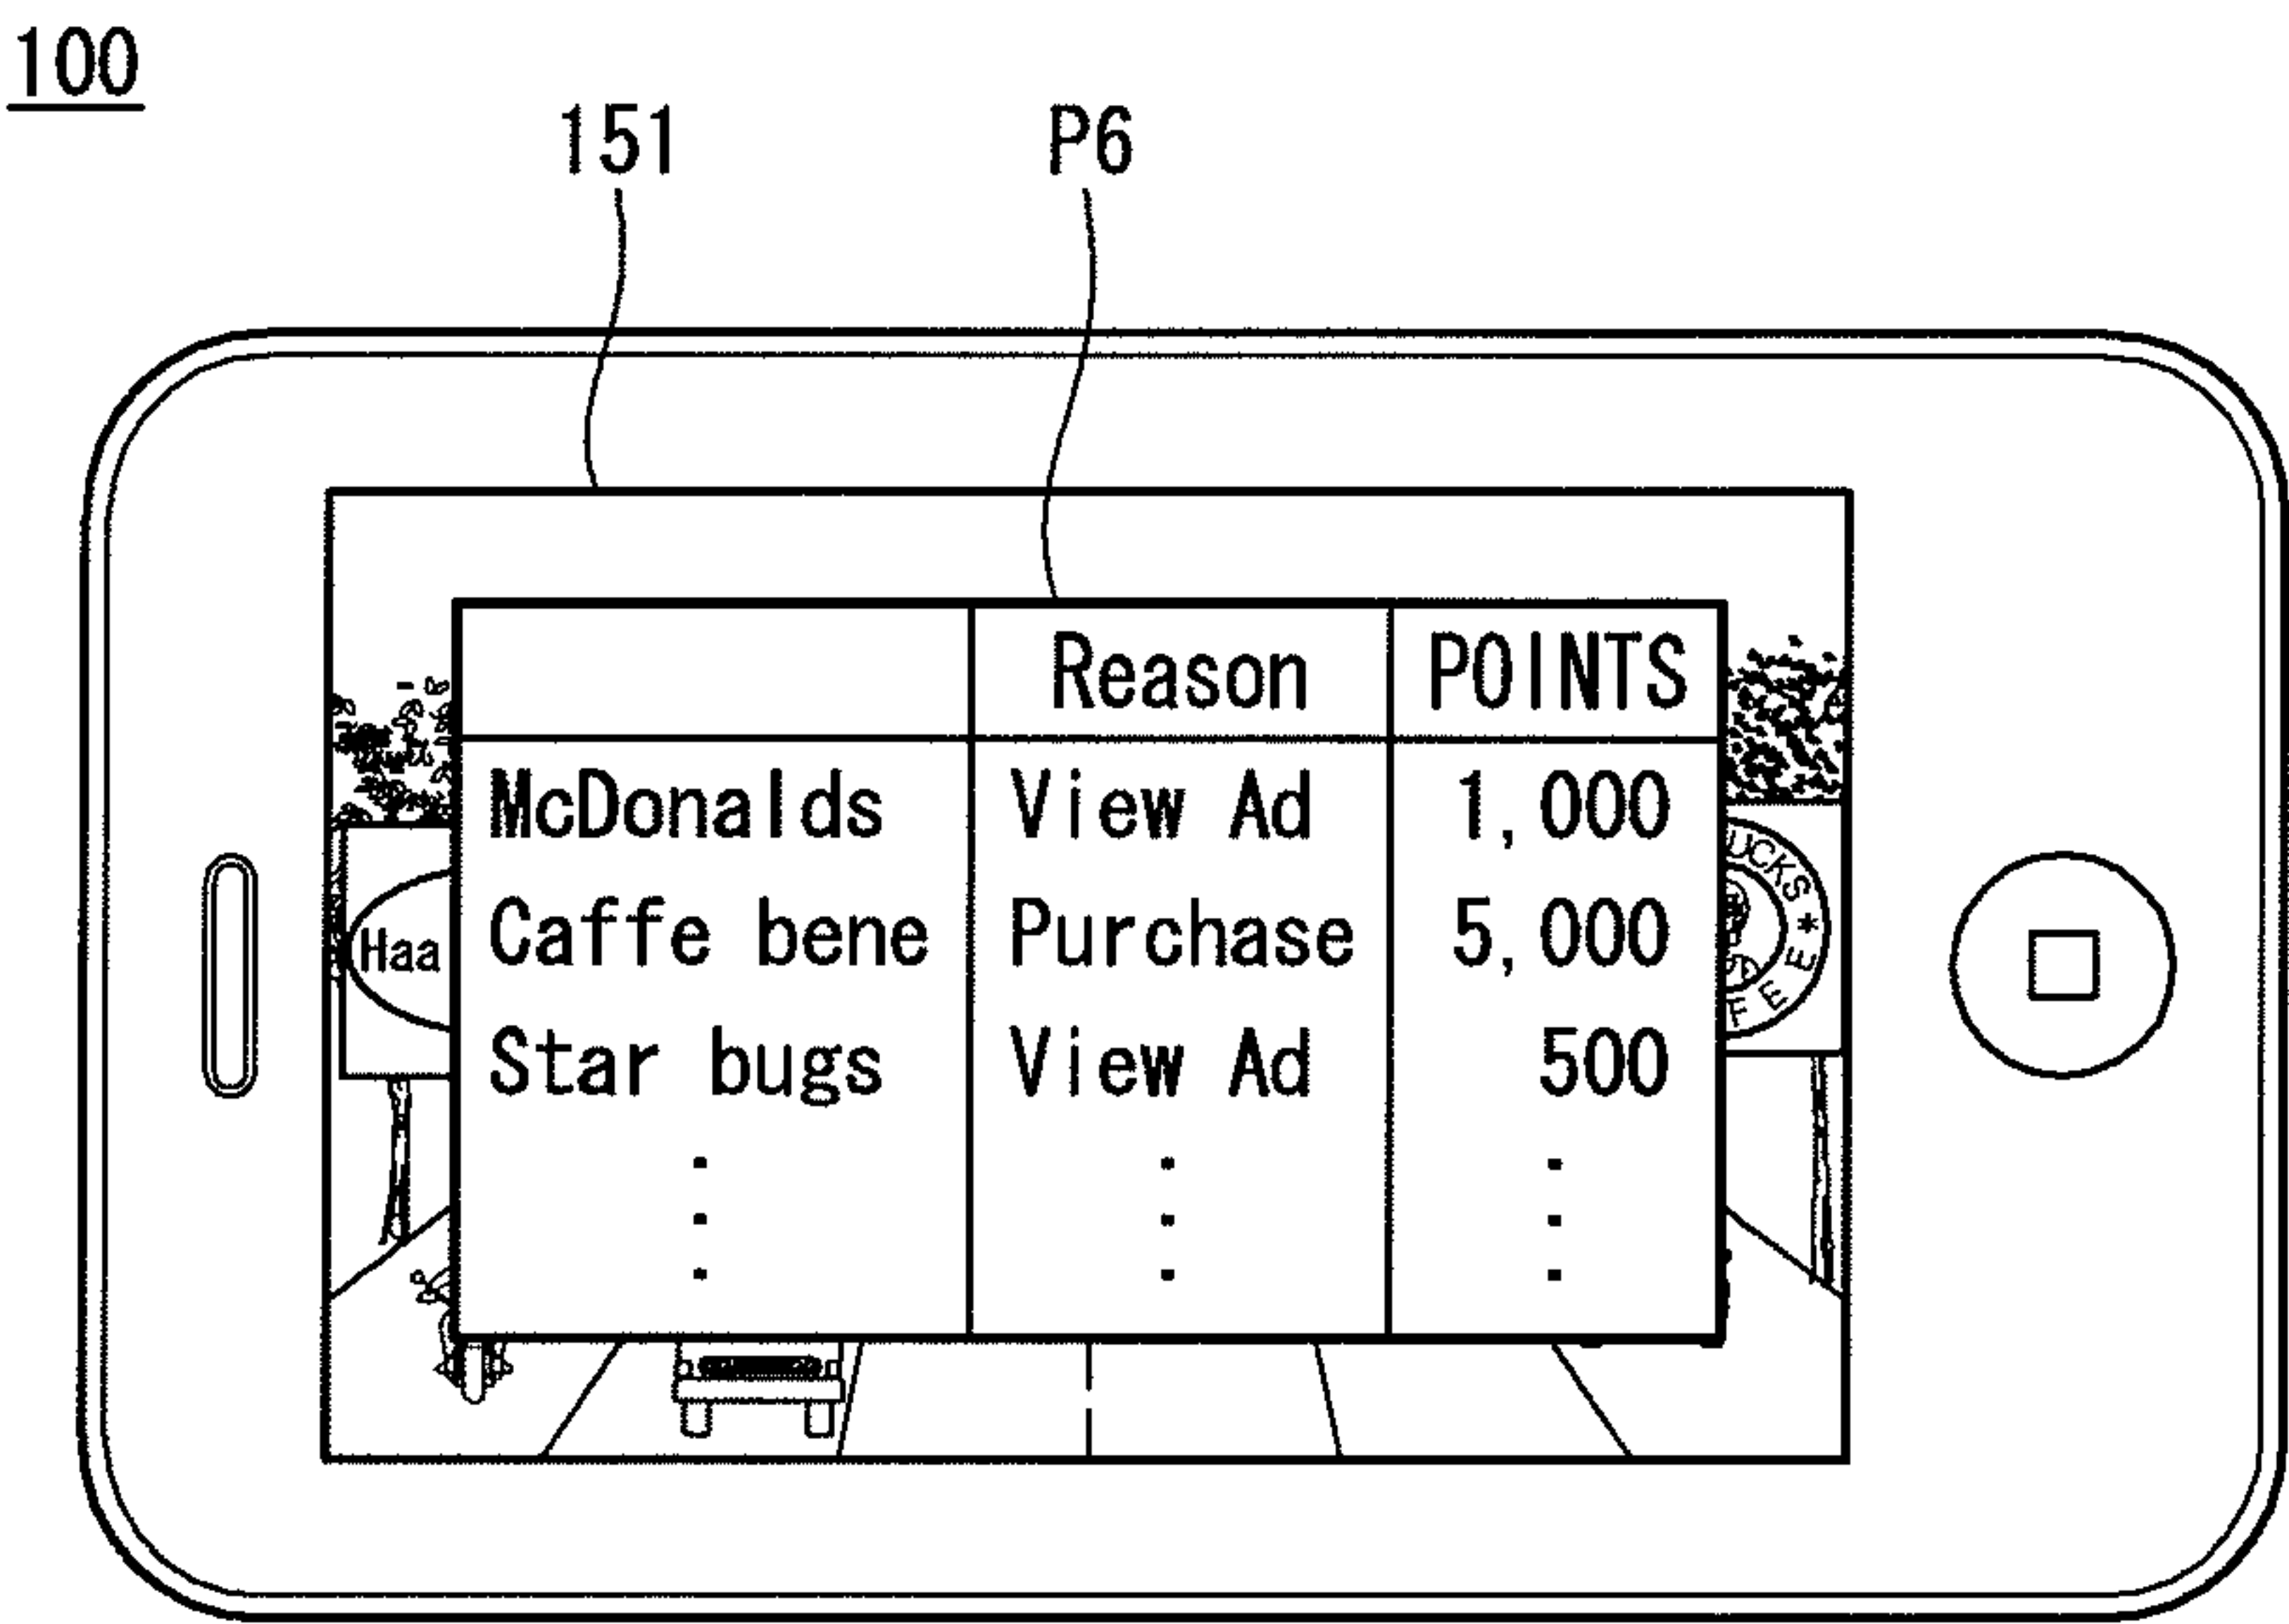 100
151 P6
Reason POINTS
McDonalds View Ad 1,000
Caffe bene Purchase 5,000
Star bugs View Ad 500
Haa
UCKS*
F E E